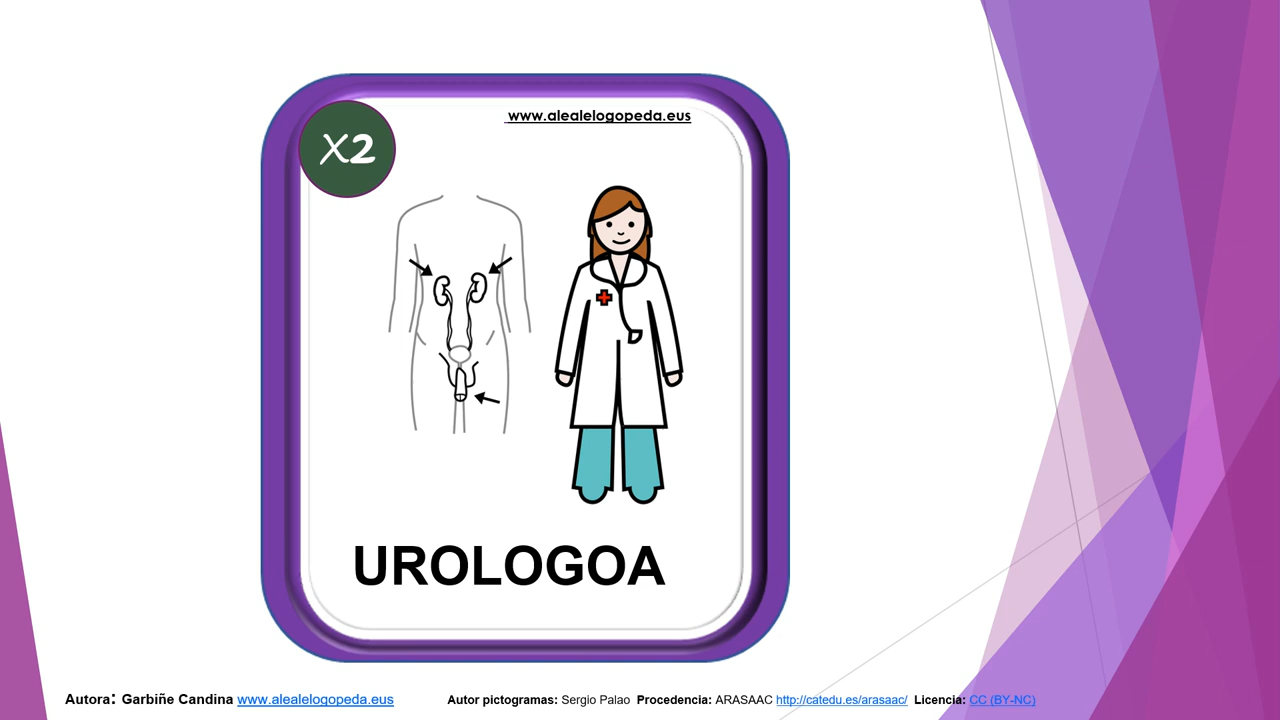 www.alealelogopeda.eus
X2
UROLOGOA
Autora: Garbiñe Candina www.alealelogopeda.eus Autor pictogramas: Sergio Palao Procedencia: ARASAAC http://catedu.es/arasaac/ Licencia: CC (BY-NC)